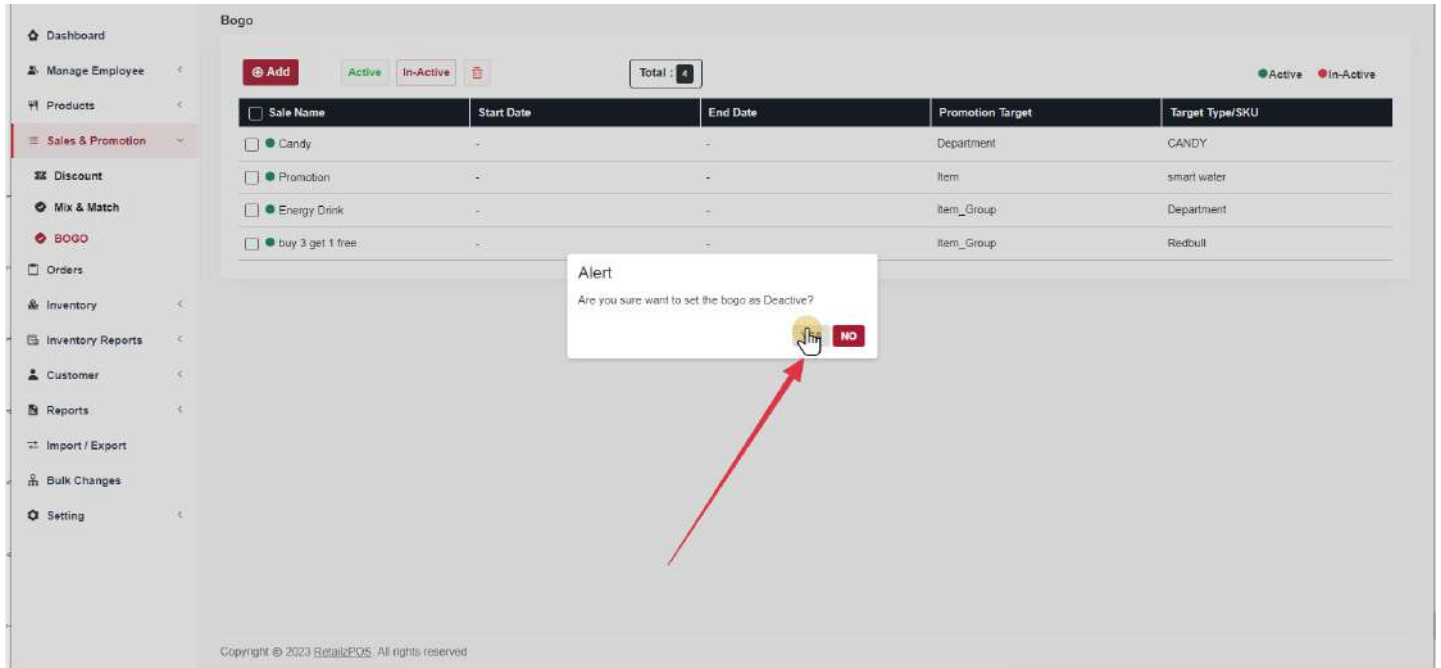 Bogo
Dashboard
Manage Employee
Products
Sales & Promotion
Discount
Mix & Match
BOGO
Orders
Inventory
Inventory Reports
Customer
Reports
Import / Export
Bulk Changes
Setting
Add Active In-Active Total : 4 Active In-Active
Sale Name Start Date End Date Promotion Target Target Type/SKU
Candy - - Department CANDY
Promotion - - Item smart water
Energy Drink - - Item_Group Department
buy 3 get 1 free - - Item_Group Redbull
Alert
Are you sure want to set the bogo as Deactive?
NO
Copyright © 2023 RetailzPOS. All rights reserved